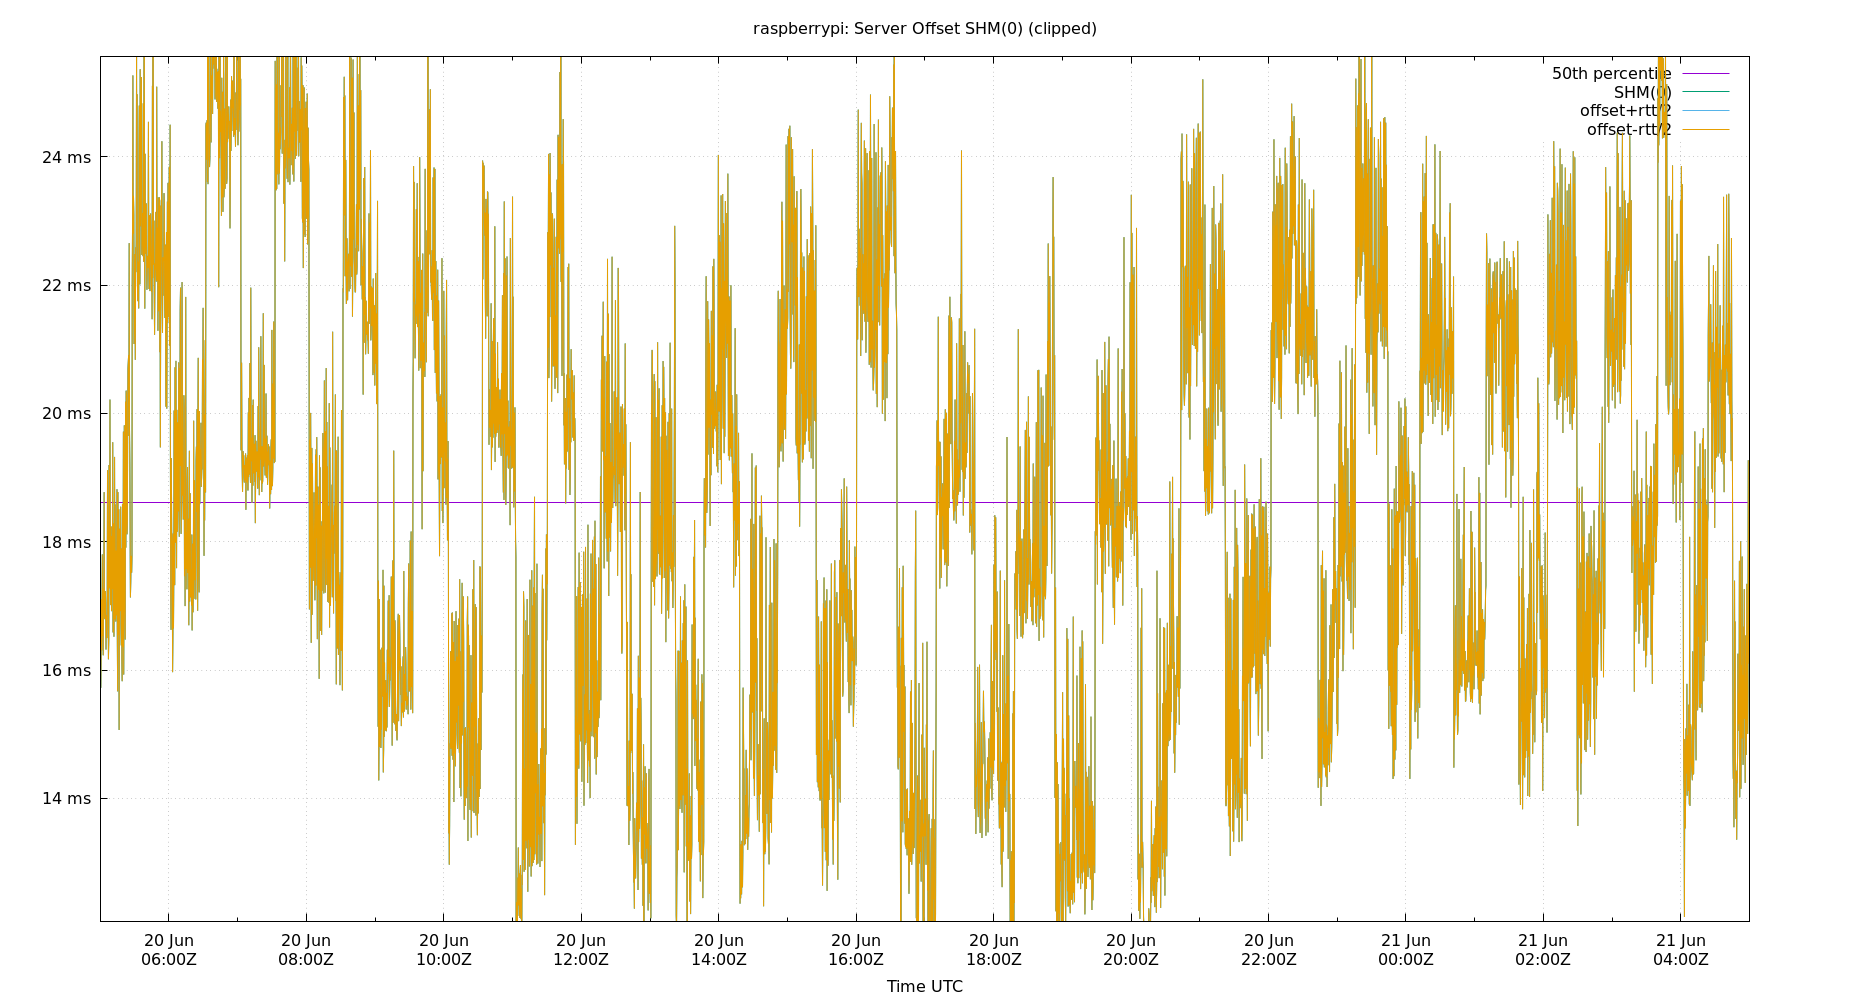 raspberrypi: Server Offset SHM(0) (clipped)
50th percentile
SHM(0)
offset+rtt/2
offset-rtt/2
24 ms
22 ms
20 ms
18 ms
16 ms
14 ms
20 Jun 20 Jun 20 Jun 20 Jun 20 Jun 20 Jun 20 Jun 20 Jun 20 Jun 21 Jun 21 Jun 21 Jun
06:00Z 08:00Z 10:00Z 12:00Z 14:00Z 16:00Z 18:00Z 20:00Z 22:00Z 00:00Z 02:00Z 04:00Z
Time UTC